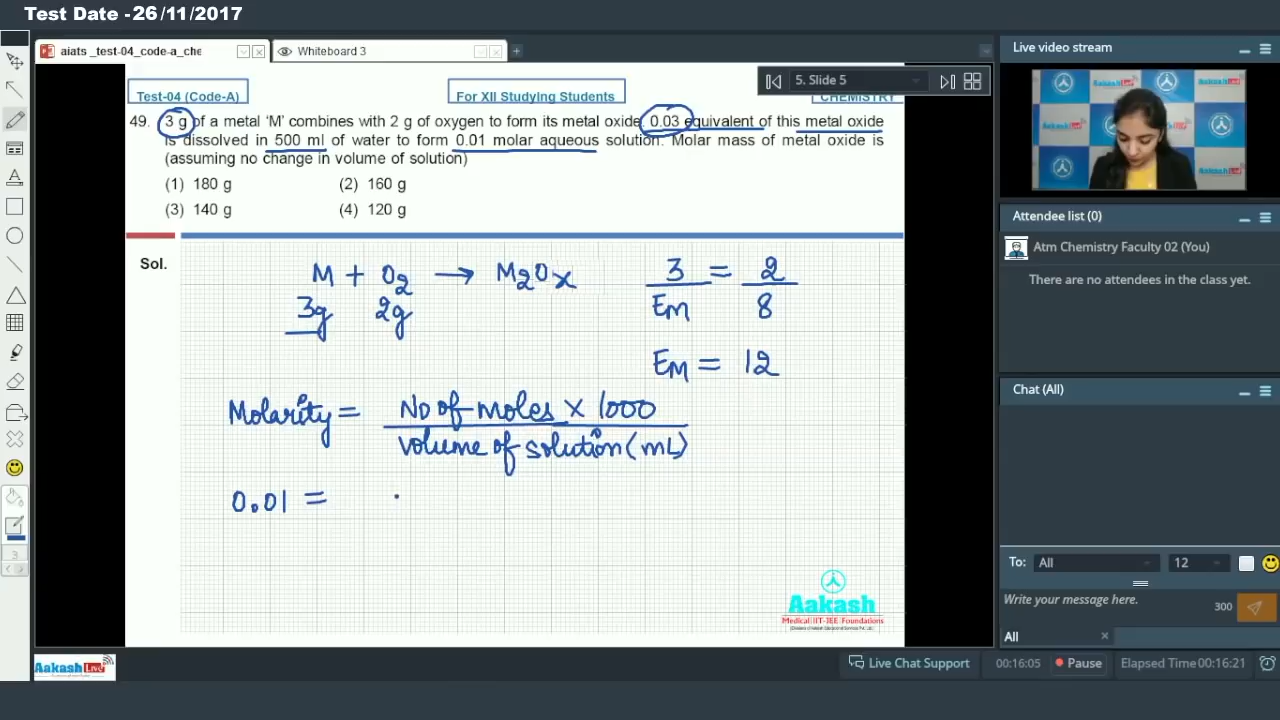 Test Date -26/11/2017
aiats _test-04_code-a_che
Whiteboard 3
Live video stream
5. Slide 5
Test-04 (Code-A)
For XII Studying Students
CHEMISTRY
49. 3 g of a metal 'M' combines with 2 g of oxygen to form its metal oxide 0.03 equivalent of this metal oxide
is dissolved in 500 ml of water to form 0.01 molar aqueous solution. Molar mass of metal oxide is
(assuming no change in volume of solution)
(1) 180 g
(2) 160 g
(3) 140 g
(4) 120 g
Sol.
M + O2 → M2Ox
3g 2g
3/EM = 2/8
EM = 12
Molarity = No of moles × 1000
volume of solution (mL)
0.01 =
Attendee list (0)
Atm Chemistry Faculty 02 (You)
There are no attendees in the class yet.
Chat (All)
To: All 12
Write your message here.
300
All
3
Aakash
Medical|IIT-JEE|Foundations
Aakash Live
Live Chat Support
00:16:05
Pause
Elapsed Time 00:16:21